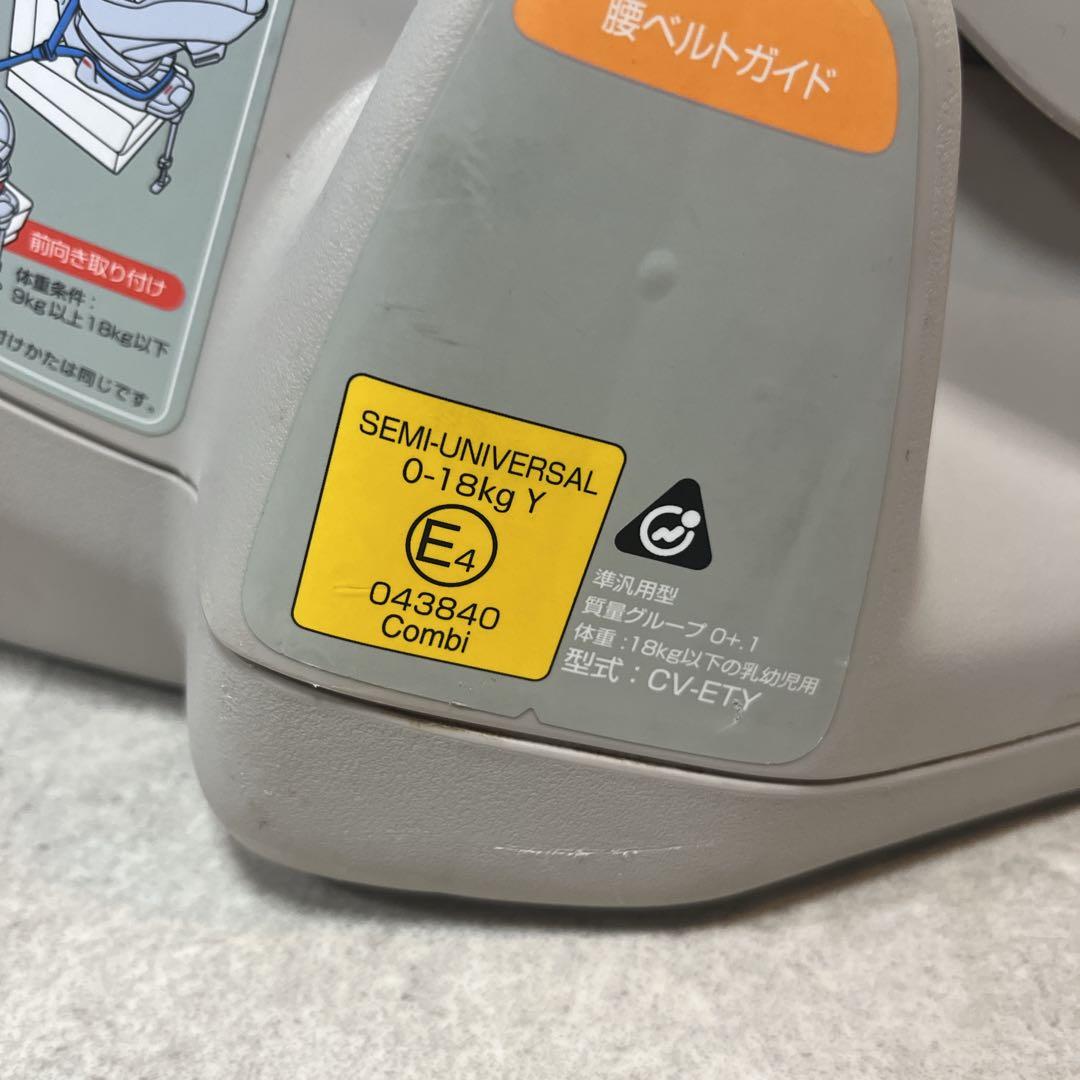 腰ベルトガイド
前向き取り付け
体重条件:
9kg以上18kg以下
けかたは同じです。
SEMI-UNIVERSAL
0-18kg Y
E4
043840
Combi
準汎用型
質量グループ 0+.1
体重:18kg以下の乳幼児用
型式:CV-ETY